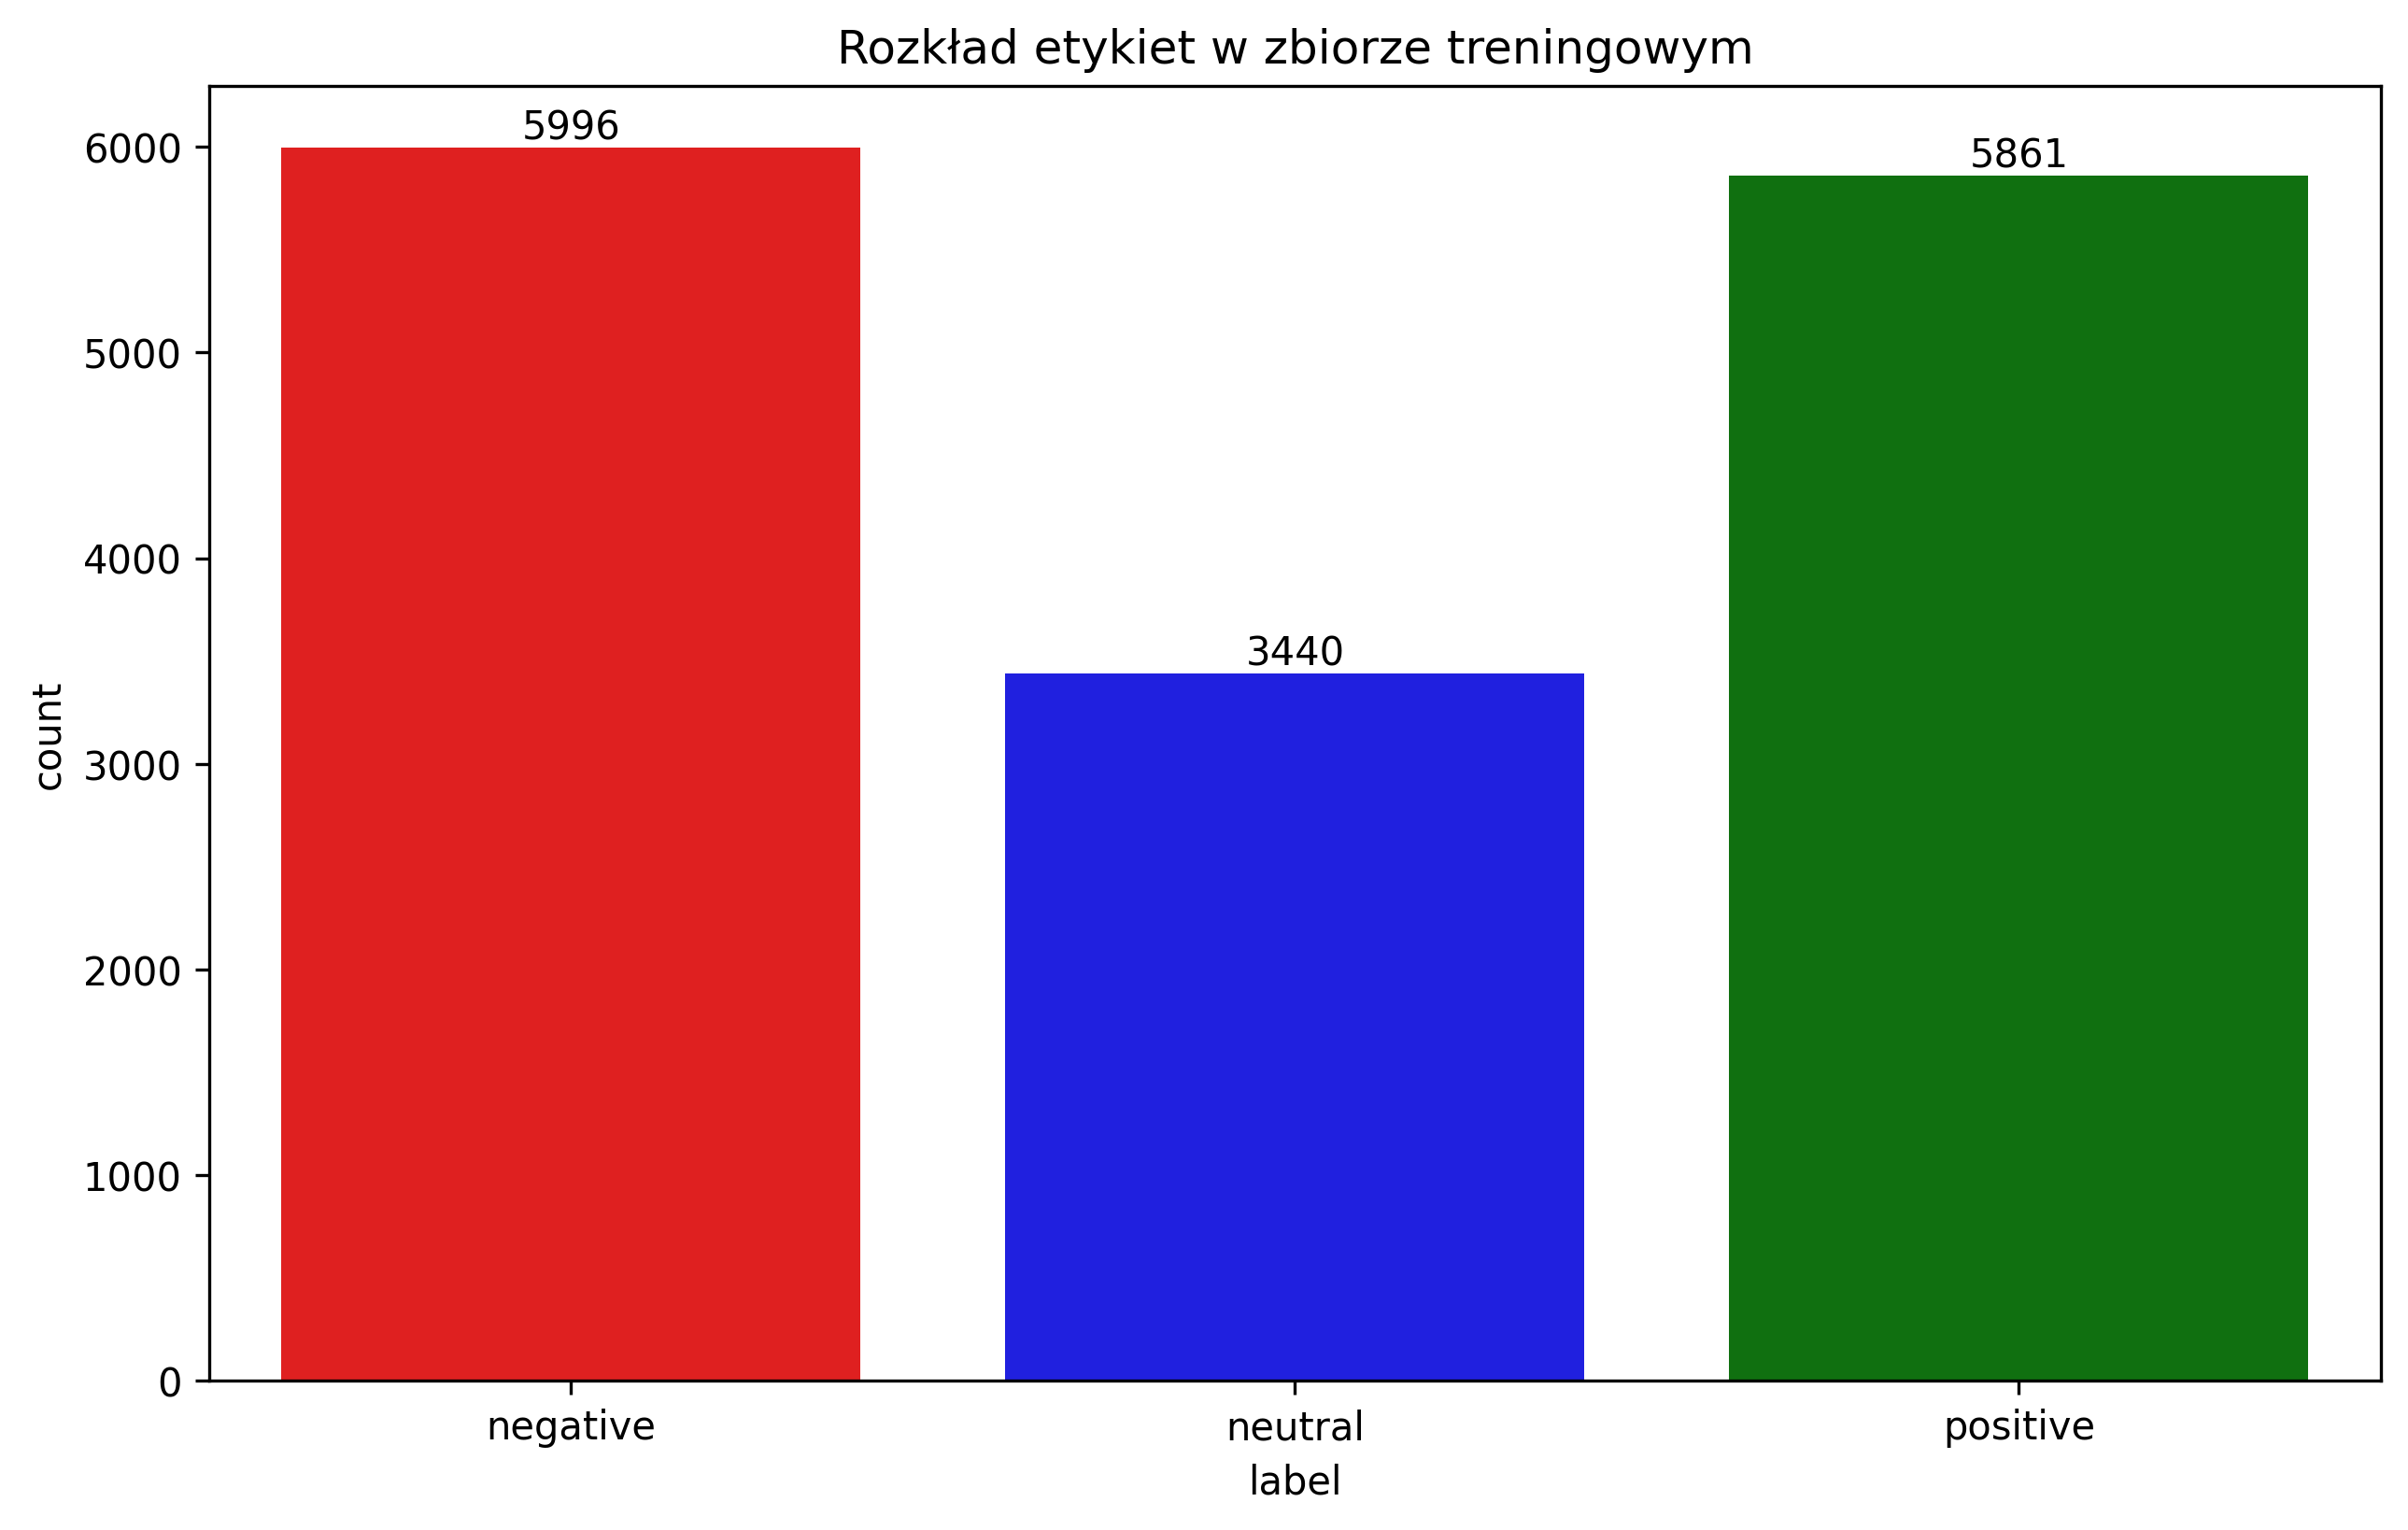 Rozkład etykiet w zbiorze treningowym
5996
5861
3440
6000
5000
4000
3000
2000
1000
0
count
negative
neutral
positive
label